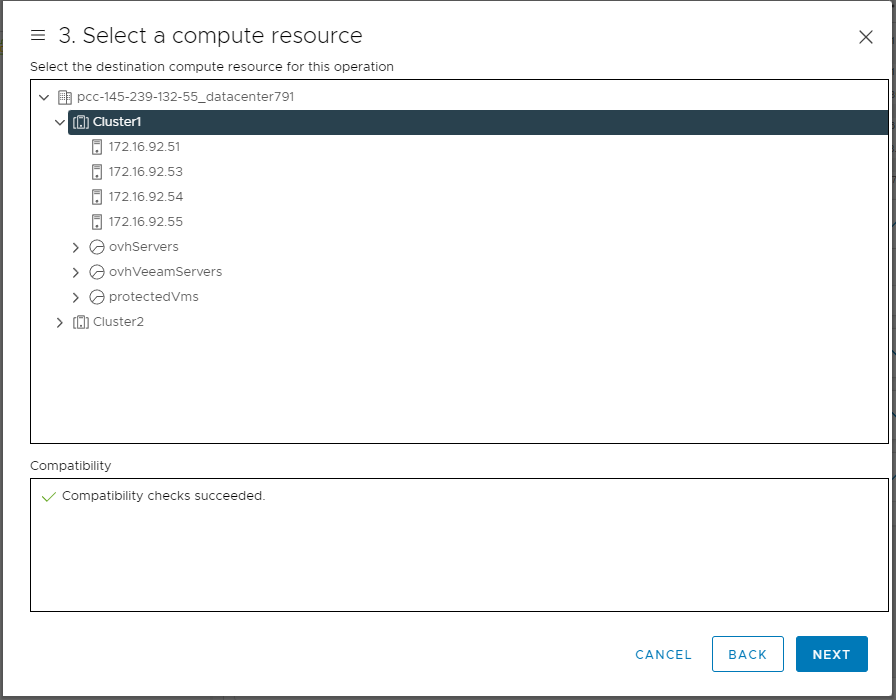 3. Select a compute resource
Select the destination compute resource for this operation
pcc-145-239-132-55_datacenter791
Cluster1
172.16.92.51
172.16.92.53
172.16.92.54
172.16.92.55
ovhServers
ovhVeeamServers
protectedVms
Cluster2
Compatibility
Compatibility checks succeeded.
CANCEL BACK NEXT